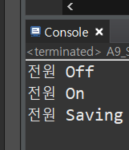 Console
<terminated> A9_S
전원 Off
전원 On
전원 Saving